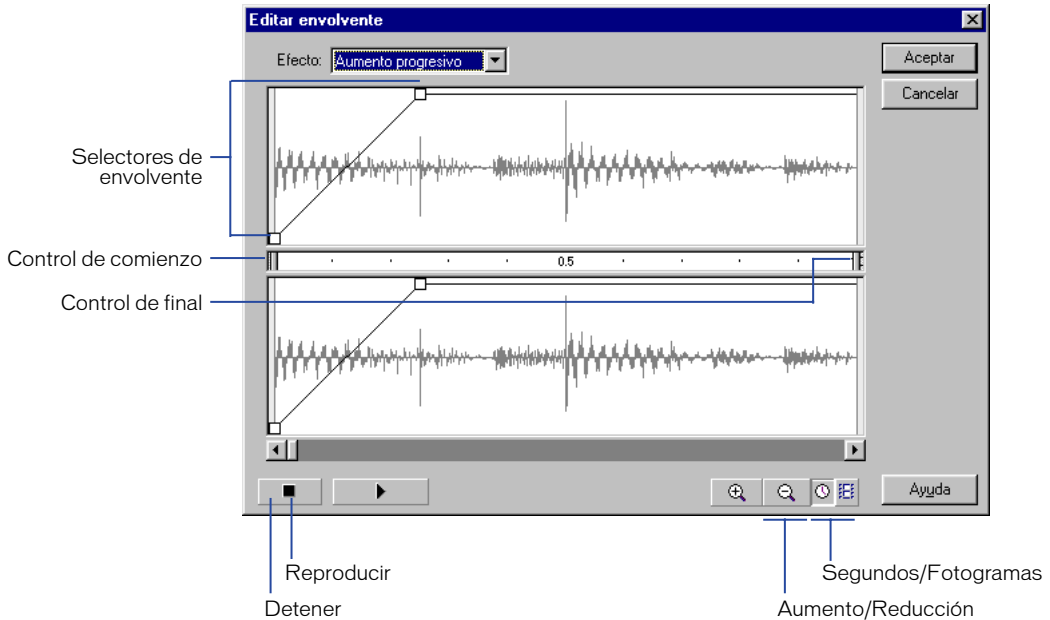 Editar envolvente
Efecto: Aumento progresivo
Aceptar
Cancelar
Selectores de
envolvente
Control de comienzo
0.5
Control de final
Ayuda
Reproducir
Segundos/Fotogramas
Detener
Aumento/Reducción